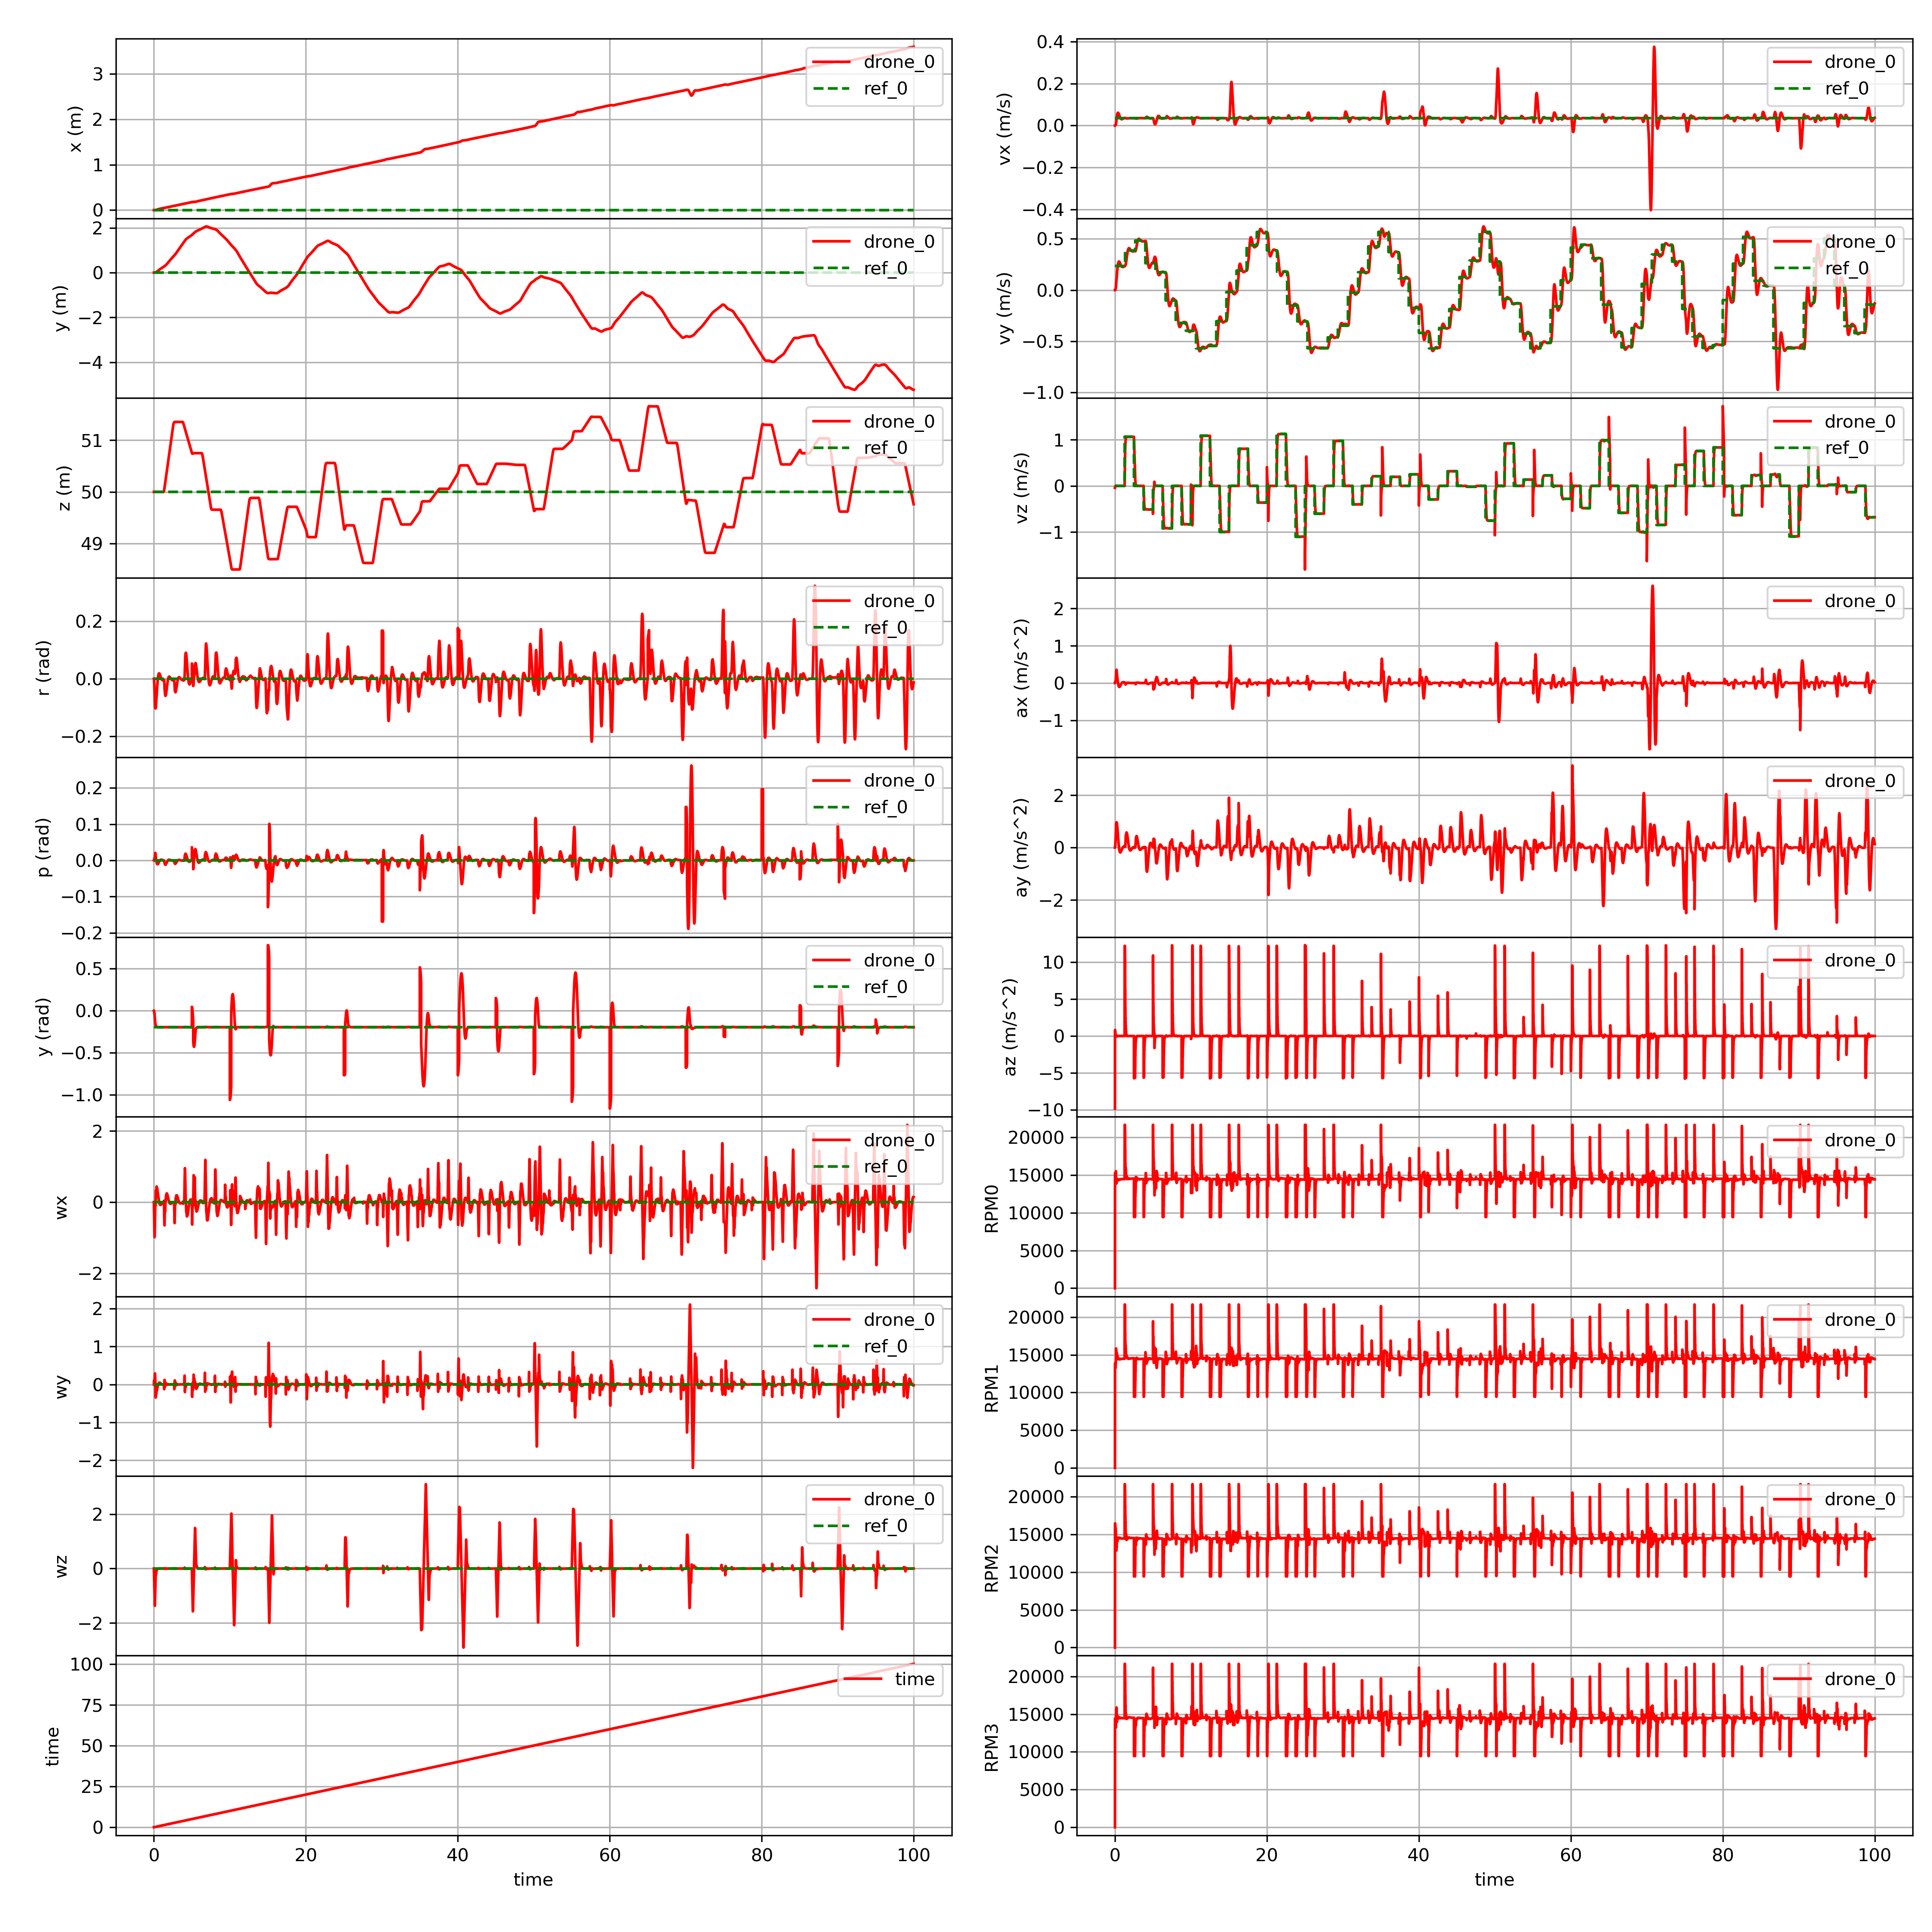 x (m)
3
2
1
0
drone_0
ref_0
y (m)
2
0
−2
−4
drone_0
ref_0
z (m)
51
50
49
drone_0
ref_0
r (rad)
0.2
0.0
−0.2
drone_0
ref_0
p (rad)
0.2
0.1
0.0
−0.1
−0.2
drone_0
ref_0
y (rad)
0.5
0.0
−0.5
−1.0
drone_0
ref_0
wx
2
0
−2
drone_0
ref_0
wy
2
1
0
−1
−2
drone_0
ref_0
wz
2
0
−2
drone_0
ref_0
time
100
75
50
25
0
time
0 20 40 60 80 100
time
vx (m/s)
0.4
0.2
0.0
−0.2
−0.4
drone_0
ref_0
vy (m/s)
0.5
0.0
−0.5
−1.0
drone_0
ref_0
vz (m/s)
1
0
−1
drone_0
ref_0
ax (m/s^2)
2
1
0
−1
drone_0
ay (m/s^2)
2
0
−2
drone_0
az (m/s^2)
10
5
0
−5
−10
drone_0
RPM0
20000
15000
10000
5000
0
drone_0
RPM1
20000
15000
10000
5000
0
drone_0
RPM2
20000
15000
10000
5000
0
drone_0
RPM3
20000
15000
10000
5000
0
drone_0
0 20 40 60 80 100
time